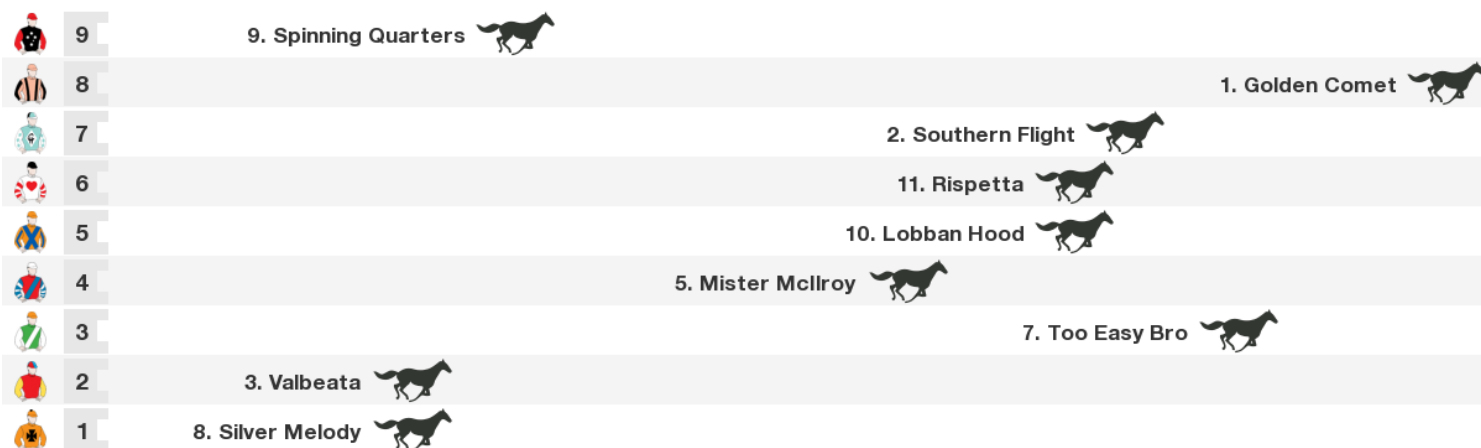 9 9. Spinning Quarters
8 1. Golden Comet
7 2. Southern Flight
6 11. Rispetta
5 10. Lobban Hood
4 5. Mister McIlroy
3 7. Too Easy Bro
2 3. Valbeata
1 8. Silver Melody